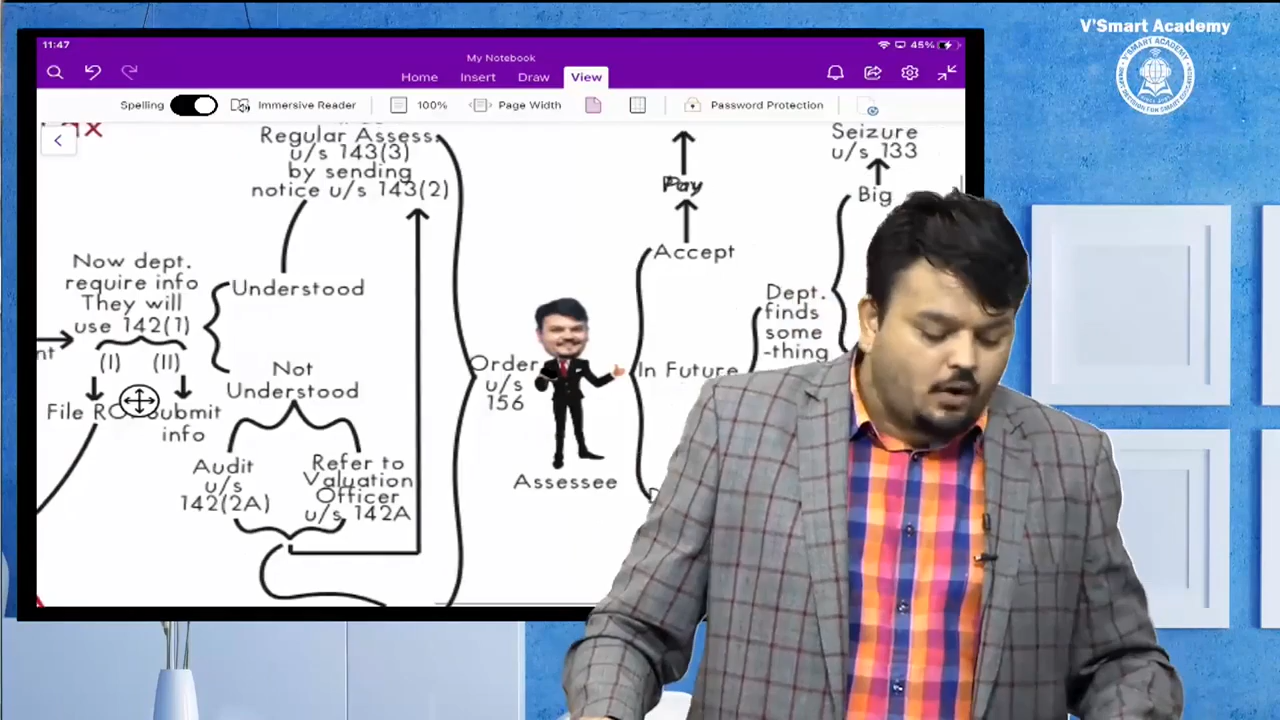 V'Smart Academy
11:47
45%
My Notebook
Home
Insert
Draw
View
Spelling
Immersive Reader
100%
Page Width
Password Protection
Regular Assess.
u/s 143(3)
by sending
notice u/s 143(2)
Now dept.
require info
They will
use 142(1)
(I)
(II)
File
Submit
info
Understood
Not
Understood
Audit
u/s
142(2A)
Refer to
Valuation
Officer
u/s 142A
Order
u/s
156
Assessee
Pay
Accept
In Future
Dept.
finds
some
-thing
Seizure
u/s 133
Big